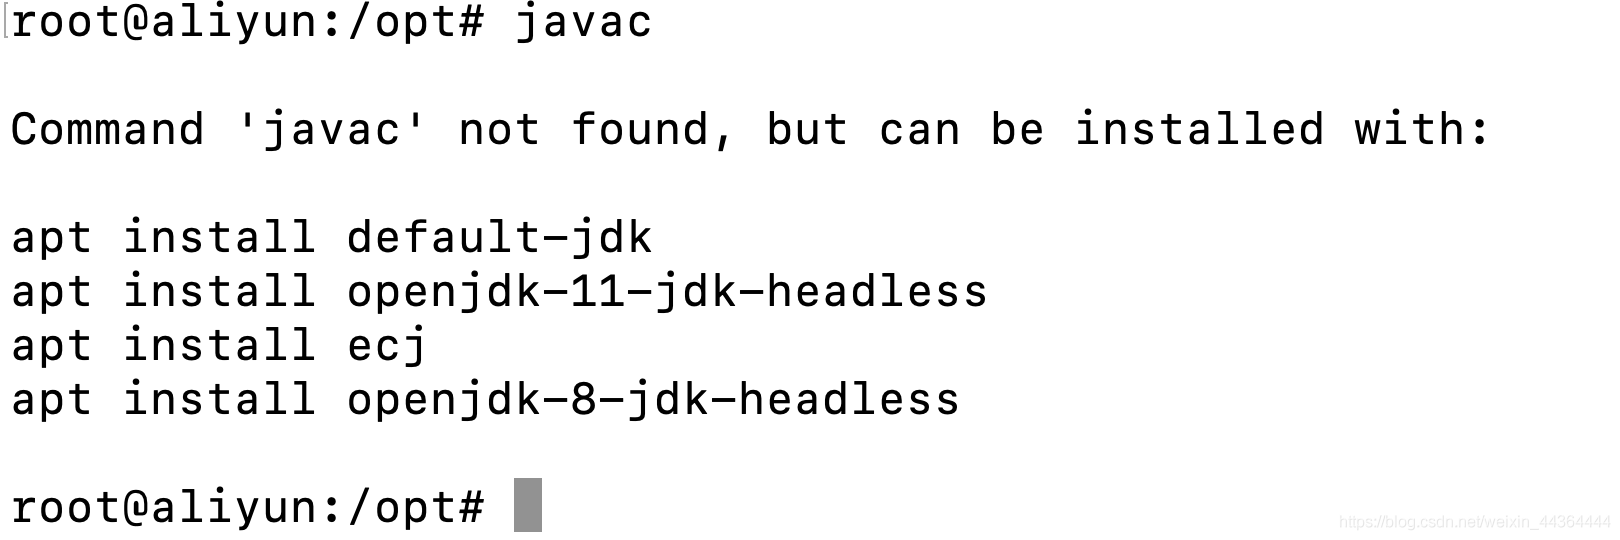 [root@aliyun:/opt# javac
Command 'javac' not found, but can be installed with:
apt install default-jdk
apt install openjdk-11-jdk-headless
apt install ecj
apt install openjdk-8-jdk-headless
root@aliyun:/opt#
https://blog.csdn.net/weixin_44364444